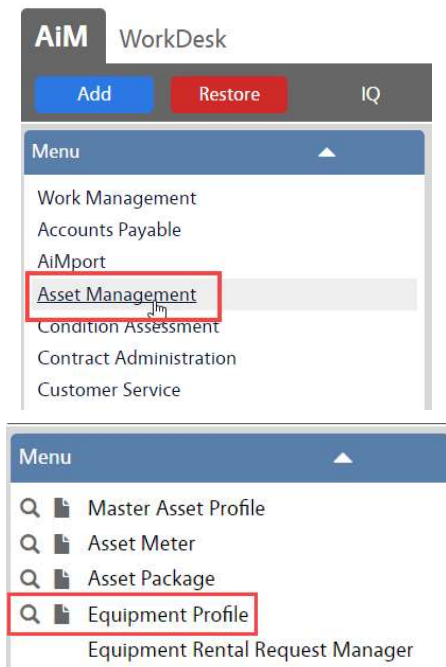 AiM WorkDesk
Add Restore IQ
Menu
Work Management
Accounts Payable
AiMport
Asset Management
Condition Assessment
Contract Administration
Customer Service
Menu
Master Asset Profile
Asset Meter
Asset Package
Equipment Profile
Equipment Rental Request Manager